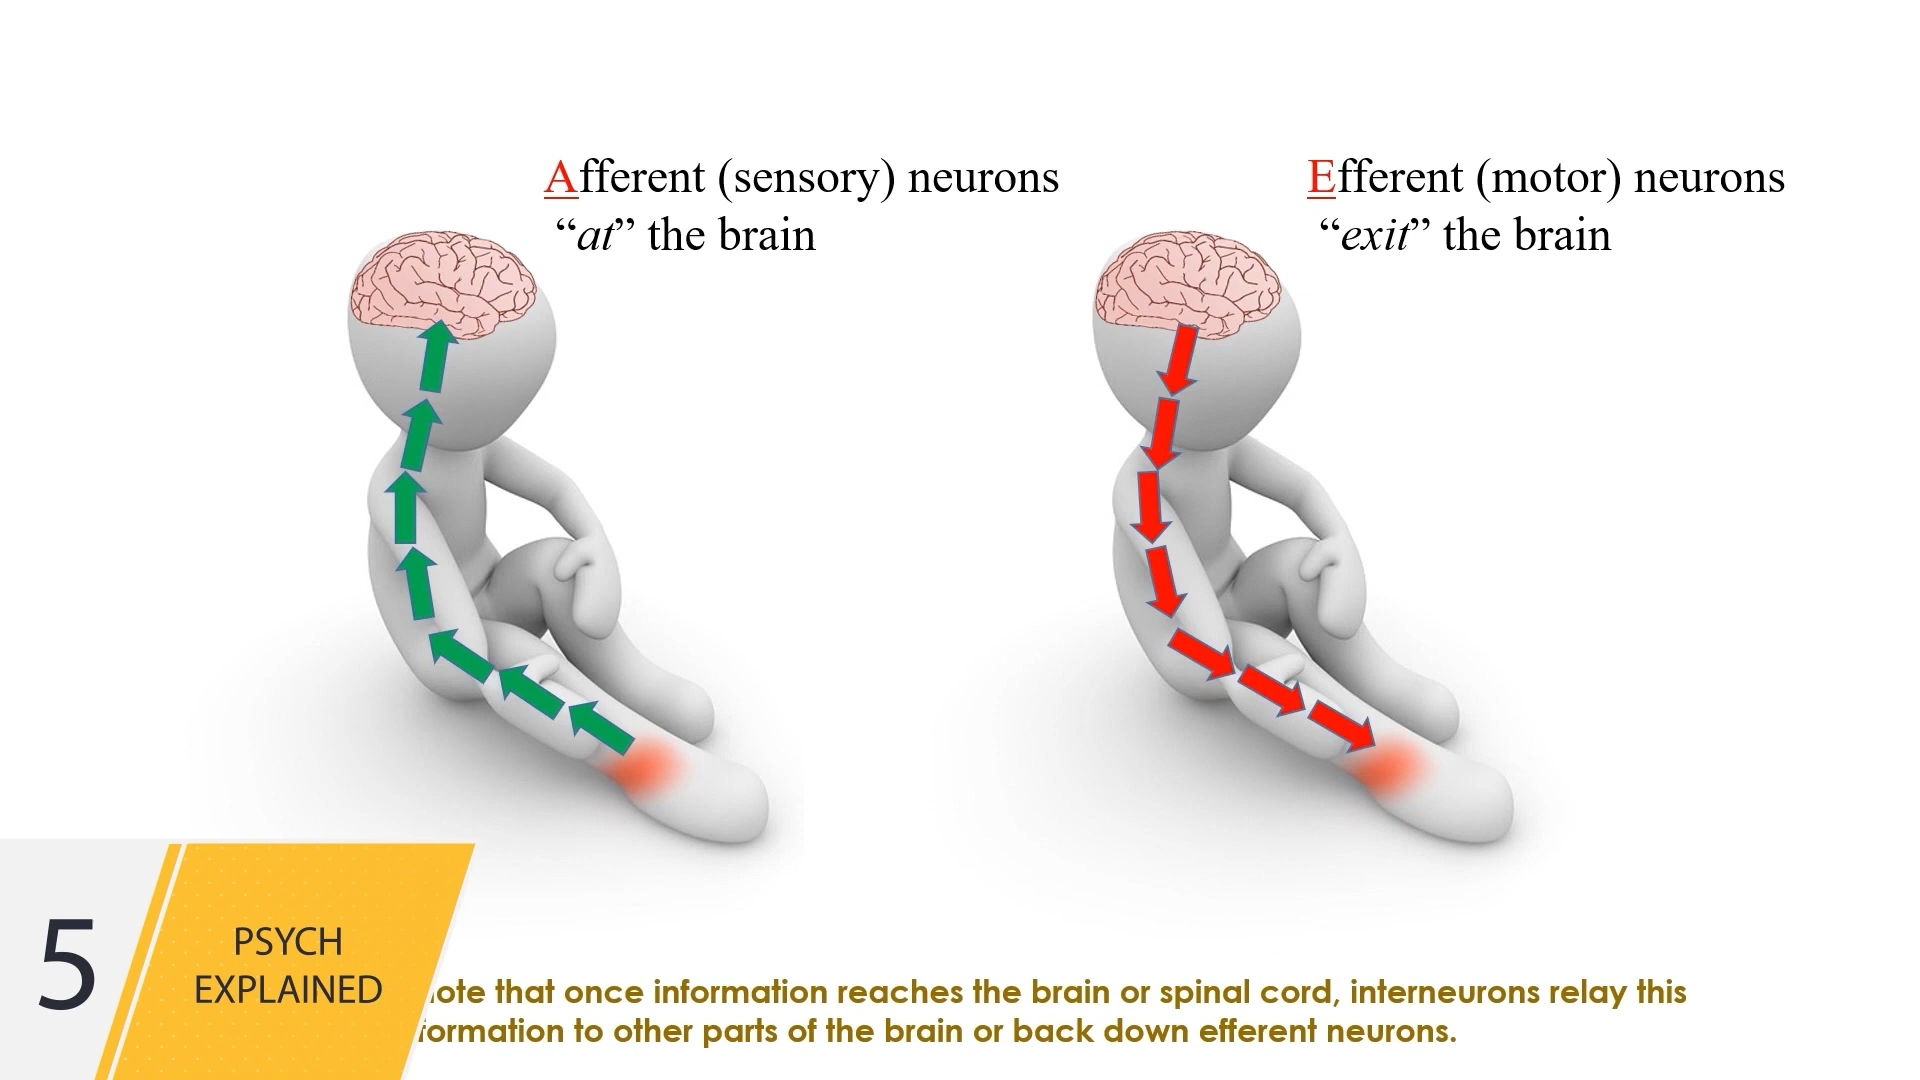 Afferent (sensory) neurons
“at” the brain
Efferent (motor) neurons
“exit” the brain
5
PSYCH
EXPLAINED
that once information reaches the brain or spinal cord, interneurons relay this
to other parts of the brain or back down efferent neurons.